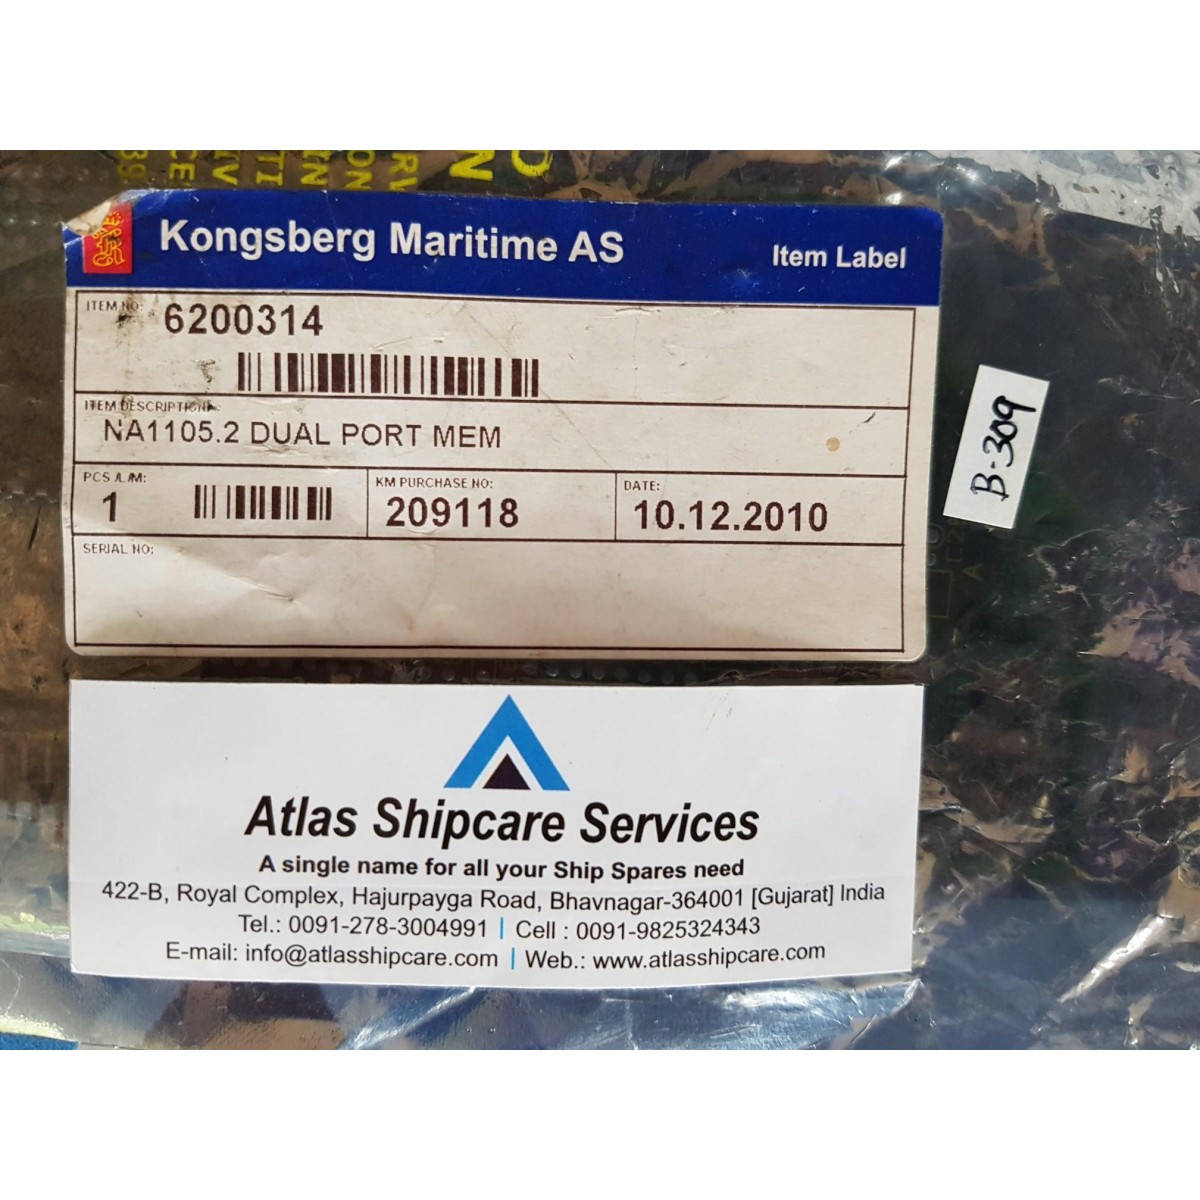 Kongsberg Maritime AS
Item Label
ITEM NO:
6200314
ITEM DESCRIPTION:
NA1105.2 DUAL PORT MEM
PCS /L /M:
1
KM PURCHASE NO:
209118
DATE:
10.12.2010
SERIAL NO:
B-309
Atlas Shipcare Services
A single name for all your Ship Spares need
422-B, Royal Complex, Hajurpayga Road, Bhavnagar-364001 [Gujarat] India
Tel.: 0091-278-3004991 | Cell : 0091-9825324343
E-mail: info@atlasshipcare.com | Web.: www.atlasshipcare.com